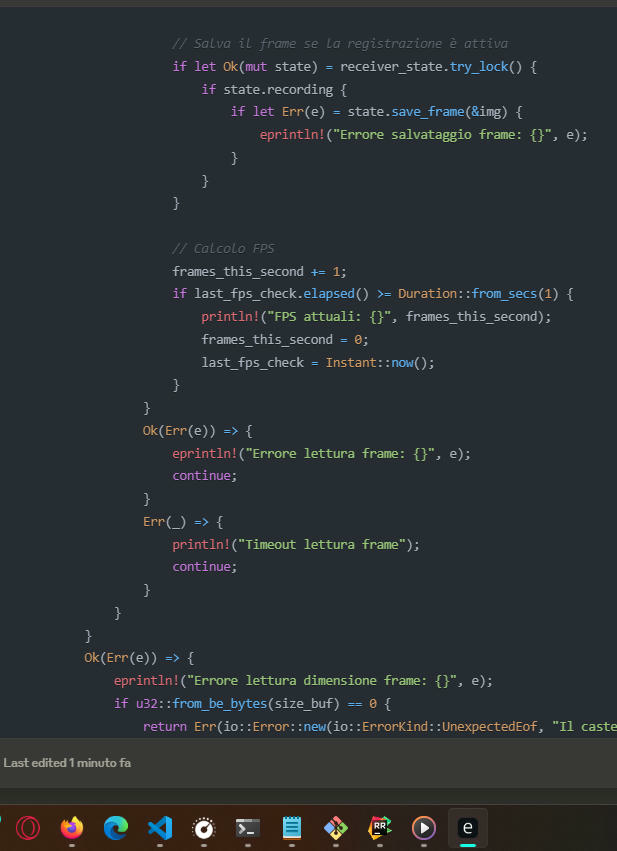 // Salva il frame se la registrazione è attiva
if let Ok(mut state) = receiver_state.try_lock() {
if state.recording {
if let Err(e) = state.save_frame(&img) {
eprintln!("Errore salvataggio frame: {}", e);
}
}
}
// Calcolo FPS
frames_this_second += 1;
if last_fps_check.elapsed() >= Duration::from_secs(1) {
println!("FPS attuali: {}", frames_this_second);
frames_this_second = 0;
last_fps_check = Instant::now();
}
}
Ok(Err(e)) => {
eprintln!("Errore lettura frame: {}", e);
continue;
}
Err(_) => {
println!("Timeout lettura frame");
continue;
}
}
}
Ok(Err(e)) => {
eprintln!("Errore lettura dimensione frame: {}", e);
if u32::from_be_bytes(size_buf) == 0 {
return Err(io::Error::new(io::ErrorKind::UnexpectedEof, "Il caste
Last edited 1 minuto fa
RR
e